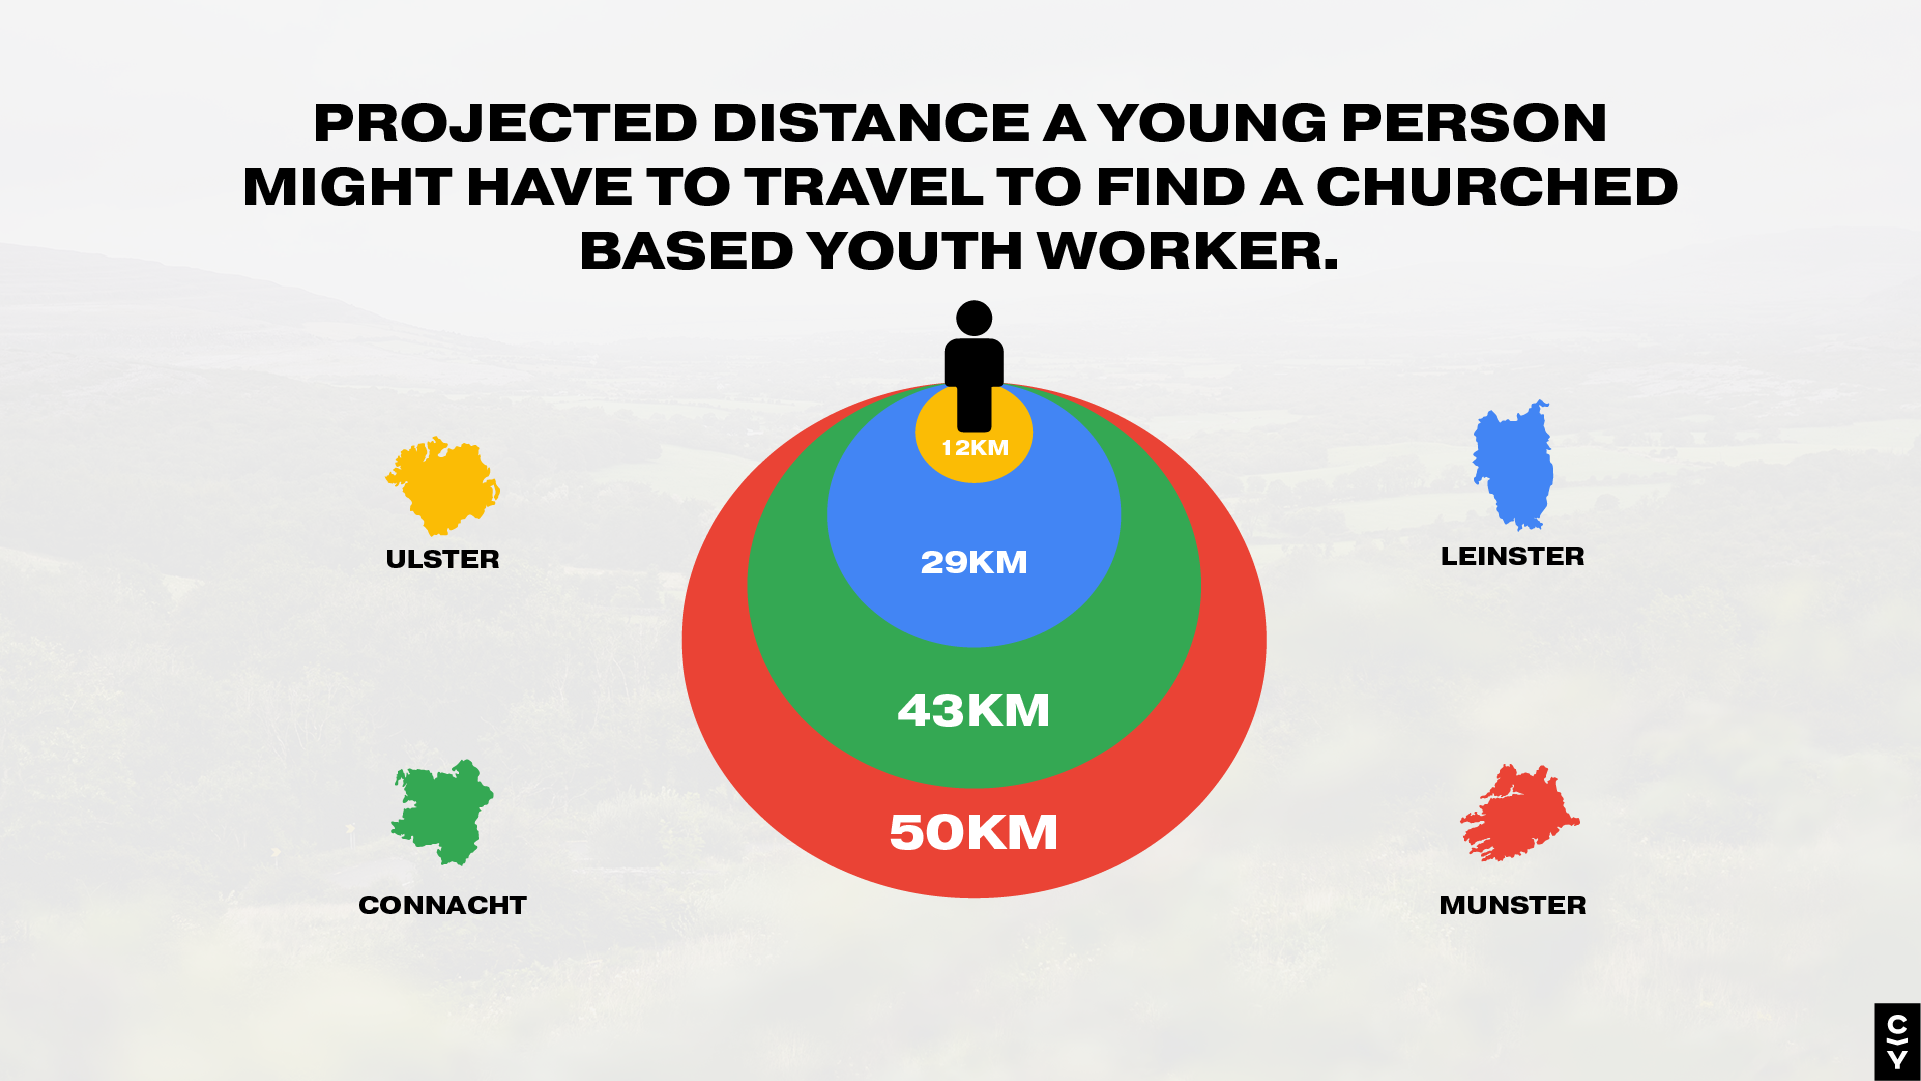 PROJECTED DISTANCE A YOUNG PERSON
MIGHT HAVE TO TRAVEL TO FIND A CHURCHED
BASED YOUTH WORKER.
12KM
29KM
43KM
50KM
ULSTER
LEINSTER
CONNACHT
MUNSTER
C
Y